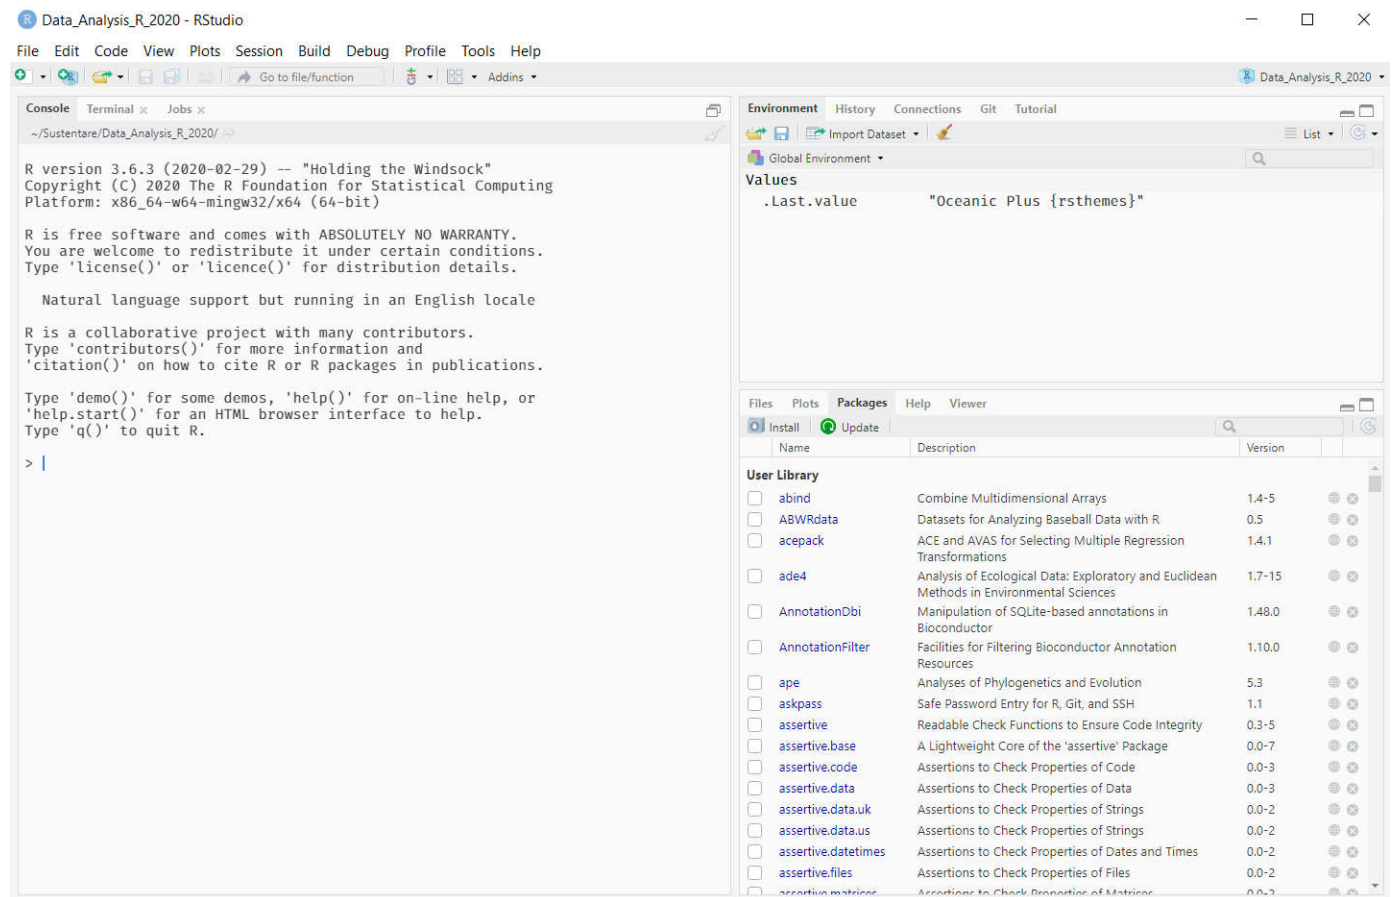 Data_Analysis_R_2020 - RStudio
File Edit Code View Plots Session Build Debug Profile Tools Help
Go to file/function Addins Data_Analysis_R_2020
Console Terminal Jobs
~/Sustentare/Data_Analysis_R_2020/
R version 3.6.3 (2020-02-29) -- "Holding the Windsock"
Copyright (C) 2020 The R Foundation for Statistical Computing
Platform: x86_64-w64-mingw32/x64 (64-bit)
R is free software and comes with ABSOLUTELY NO WARRANTY.
You are welcome to redistribute it under certain conditions.
Type 'license()' or 'licence()' for distribution details.
Natural language support but running in an English locale
R is a collaborative project with many contributors.
Type 'contributors()' for more information and
'citation()' on how to cite R or R packages in publications.
Type 'demo()' for some demos, 'help()' for on-line help, or
'help.start()' for an HTML browser interface to help.
Type 'q()' to quit R.
>
Environment History Connections Git Tutorial
Import Dataset List
Global Environment
Values
.Last.value "Oceanic Plus {rsthemes}"
Files Plots Packages Help Viewer
Install Update
Name Description Version
User Library
abind Combine Multidimensional Arrays 1.4-5
ABWRdata Datasets for Analyzing Baseball Data with R 0.5
acepack ACE and AVAS for Selecting Multiple Regression 1.4.1
Transformations
ade4 Analysis of Ecological Data: Exploratory and Euclidean 1.7-15
Methods in Environmental Sciences
AnnotationDbi Manipulation of SQLite-based annotations in 1.48.0
Bioconductor
AnnotationFilter Facilities for Filtering Bioconductor Annotation 1.10.0
Resources
ape Analyses of Phylogenetics and Evolution 5.3
askpass Safe Password Entry for R, Git, and SSH 1.1
assertive Readable Check Functions to Ensure Code Integrity 0.3-5
assertive.base A Lightweight Core of the 'assertive' Package 0.0-7
assertive.code Assertions to Check Properties of Code 0.0-3
assertive.data Assertions to Check Properties of Data 0.0-3
assertive.data.uk Assertions to Check Properties of Strings 0.0-2
assertive.data.us Assertions to Check Properties of Strings 0.0-2
assertive.datetimes Assertions to Check Properties of Dates and Times 0.0-2
assertive.files Assertions to Check Properties of Files 0.0-2
assertive.matrices Assertions to Check Properties of Matrices 0.0-2